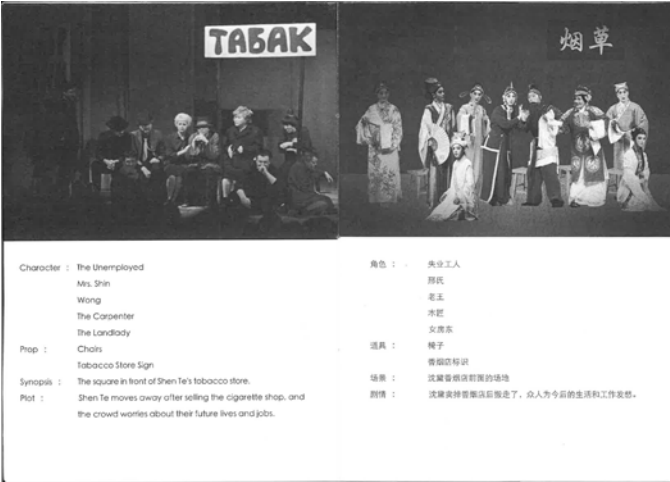 ТАБАК
Character : The Unemployed
Mrs. Shin
Wong
The Carpenter
The Landlady
Prop : Chairs
Tabacco Store Sign
Synopsis : The square in front of Shen Te's tobacco store.
Plot : Shen Te moves away after selling the cigarette shop, and
the crowd worries about their future lives and jobs.
烟草
角色 : 失业工人
邢氏
老王
木匠
女房东
道具 : 椅子
香烟店标识
场景 : 沈黛香烟店前面的场地
剧情 : 沈黛卖掉香烟店后搬走了，众人为今后的生活和工作发愁。